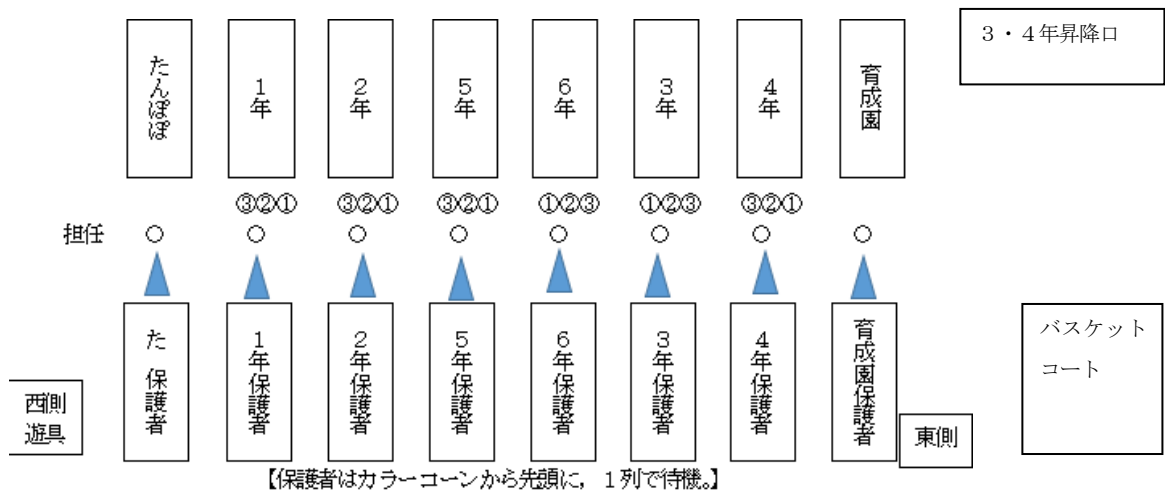 たんぽぽ
1年
2年
5年
6年
3年
4年
育成園
３・４年昇降口
③②①
③②①
③②①
①②③
①②③
③②①
担任 ○ ○ ○ ○ ○ ○ ○ ○
た 保護者
1年保護者
2年保護者
5年保護者
6年保護者
3年保護者
4年保護者
育成園保護者
バスケット
コート
西側
遊具
東側
【保護者はカラーコーンから先頭に，1列で待機。】